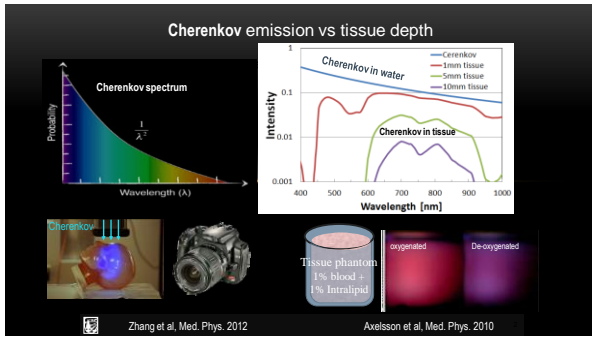 Cherenkov emission vs tissue depth
Cherenkov spectrum
Probability
1/λ²
Wavelength (λ)
1
0.1
0.01
0.001
Intensity
Cherenkov in water
Cerenkov
1mm tissue
5mm tissue
10mm tissue
Cherenkov in tissue
400 500 600 700 800 900 1000
Wavelength [nm]
Cherenkov
Tissue phantom
1% blood +
1% Intralipid
oxygenated
De-oxygenated
Zhang et al, Med. Phys. 2012
Axelsson et al, Med. Phys. 2010